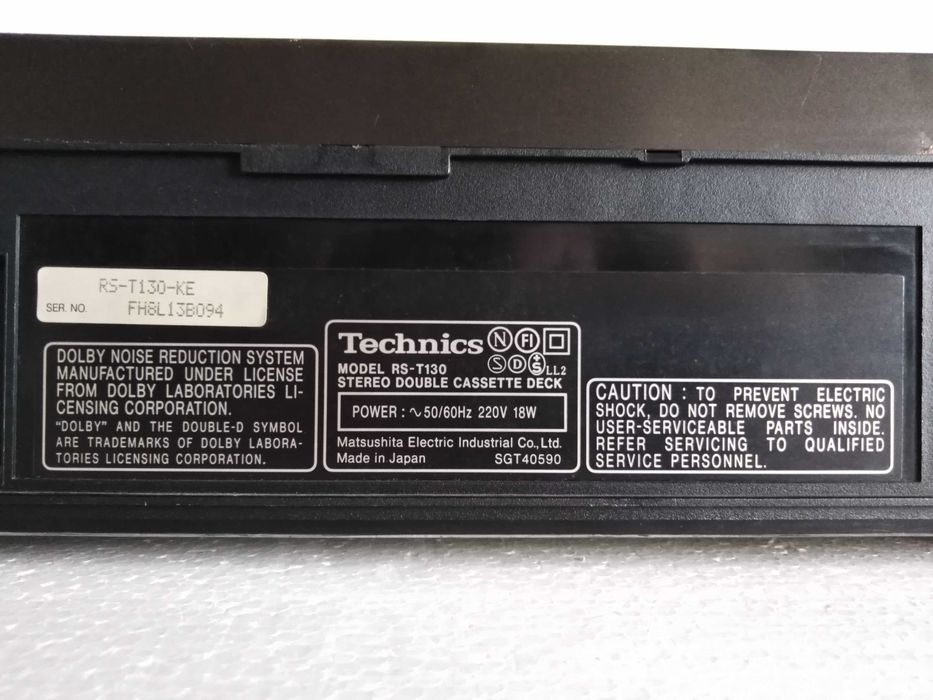 RS-T130-KE
SER. NO. FH8L13B094
DOLBY NOISE REDUCTION SYSTEM
MANUFACTURED UNDER LICENSE
FROM DOLBY LABORATORIES LI-
CENSING CORPORATION.
"DOLBY" AND THE DOUBLE-D SYMBOL
ARE TRADEMARKS OF DOLBY LABORA-
TORIES LICENSING CORPORATION.
Technics N FI
S D S LL2
MODEL RS-T130
STEREO DOUBLE CASSETTE DECK
POWER : ∿ 50/60Hz 220V 18W
Matsushita Electric Industrial Co., Ltd.
Made in Japan SGT40590
CAUTION : TO PREVENT ELECTRIC
SHOCK, DO NOT REMOVE SCREWS. NO
USER-SERVICEABLE PARTS INSIDE.
REFER SERVICING TO QUALIFIED
SERVICE PERSONNEL.